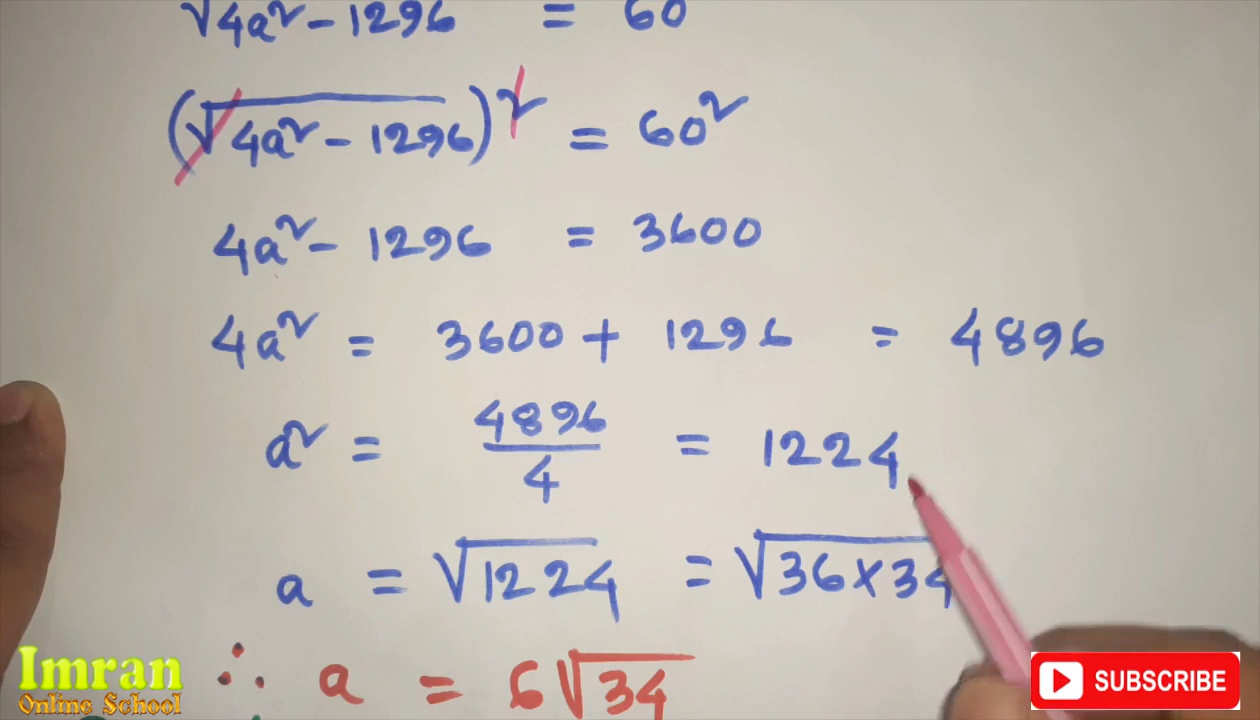 √4a² - 1296 = 60
(√4a² - 1296)² = 60²
4a² - 1296 = 3600
4a² = 3600 + 1296 = 4896
a² = 4896/4 = 1224
a = √1224 = √36×34
∴ a = 6√34
Imran
Online School
SUBSCRIBE